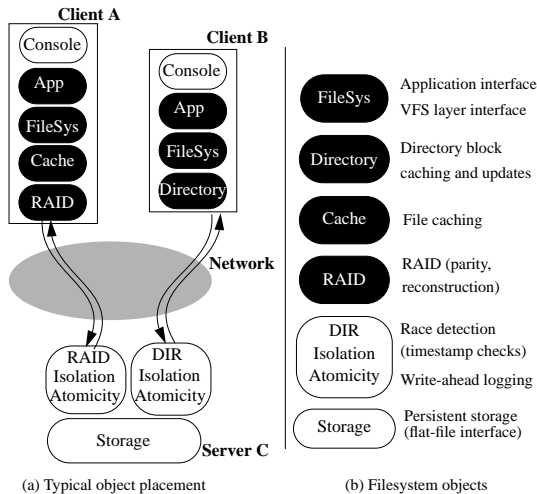 Client A
Console
App
FileSys
Cache
RAID
Client B
Console
App
FileSys
Directory
Network
RAID
Isolation
Atomicity
DIR
Isolation
Atomicity
Storage
Server C
(a) Typical object placement
FileSys
Application interface
VFS layer interface
Directory
Directory block
caching and updates
Cache
File caching
RAID
RAID (parity,
reconstruction)
DIR
Isolation
Atomicity
Race detection
(timestamp checks)
Write-ahead logging
Storage
Persistent storage
(flat-file interface)
(b) Filesystem objects